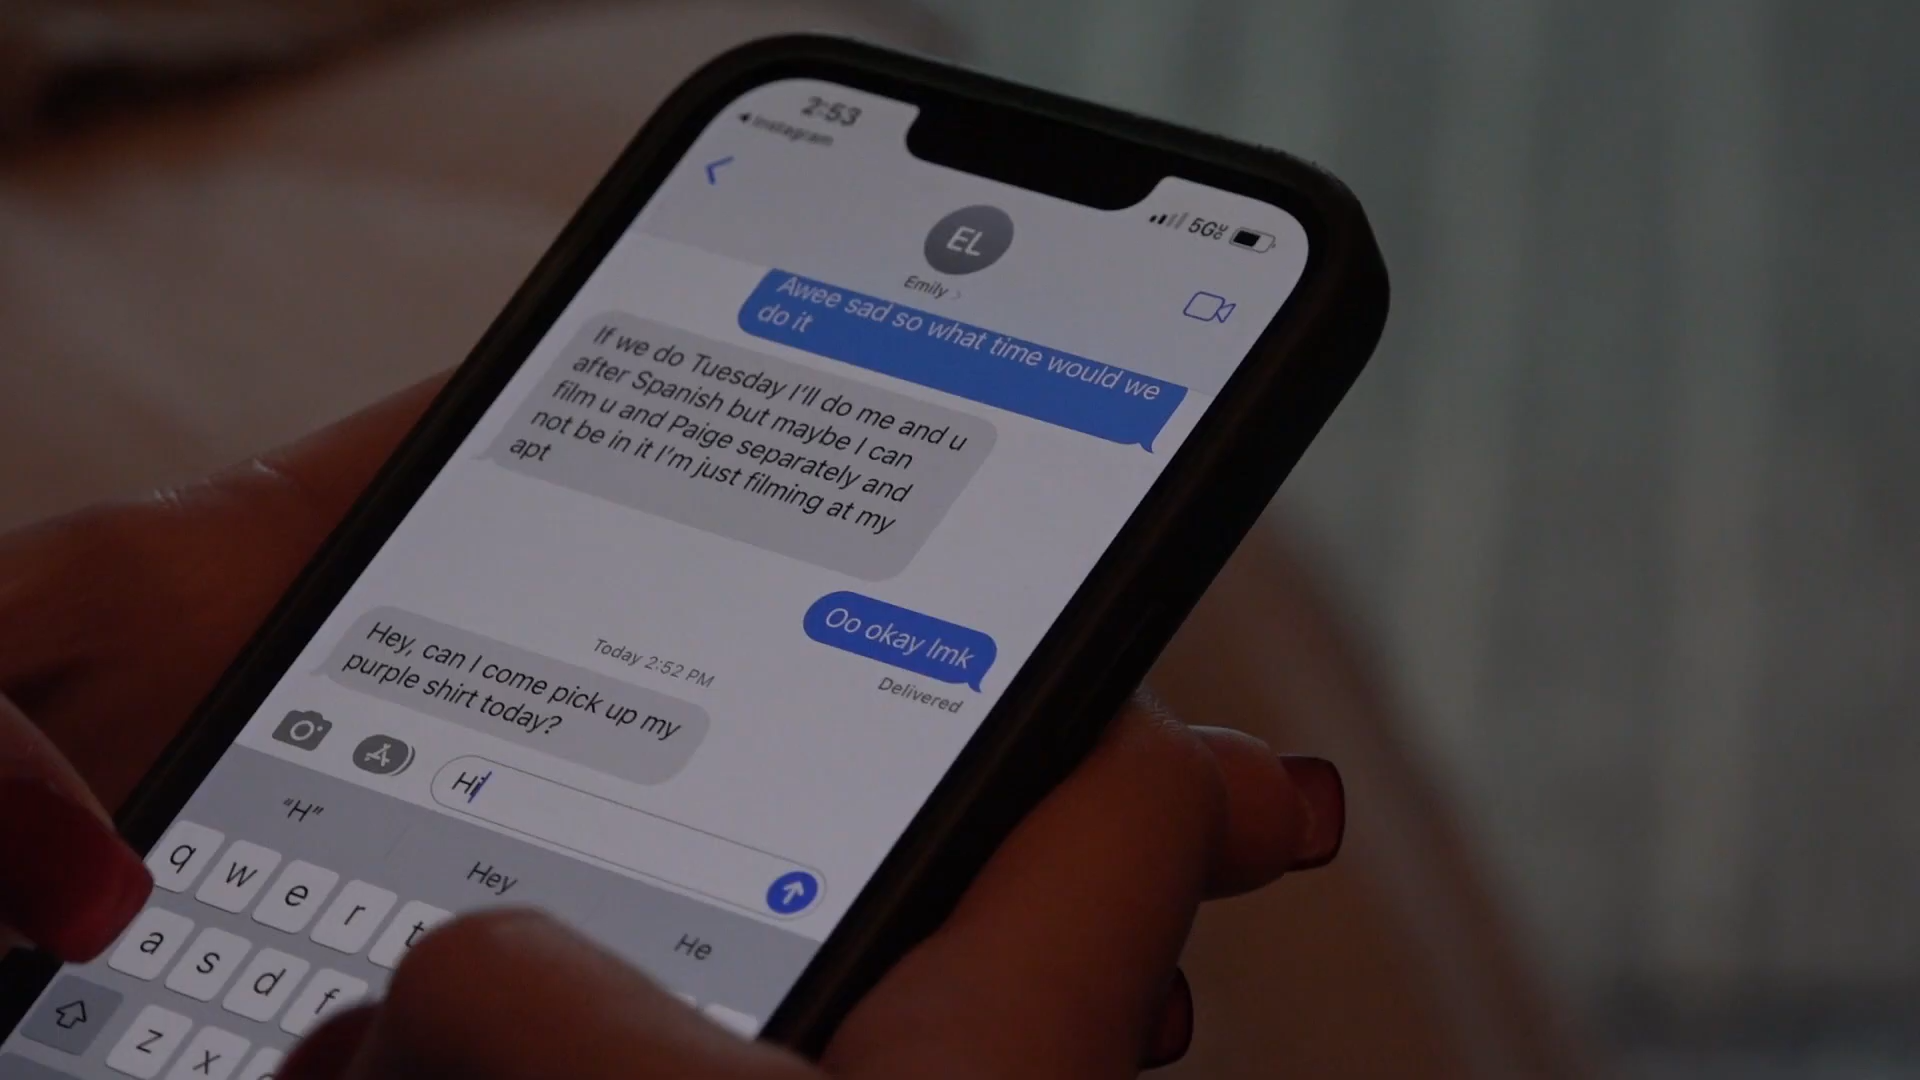 2:53
Instagram
5G
EL
Emily
Awee sad so what time would we
do it
If we do Tuesday I'll do me and u
after Spanish but maybe I can
film u and Paige separately and
not be in it I'm just filming at my
apt
Oo okay lmk
Delivered
Today 2:52 PM
Hey, can I come pick up my
purple shirt today?
Hi
"H"
Hey
He
q w e r t
a s d f
z x